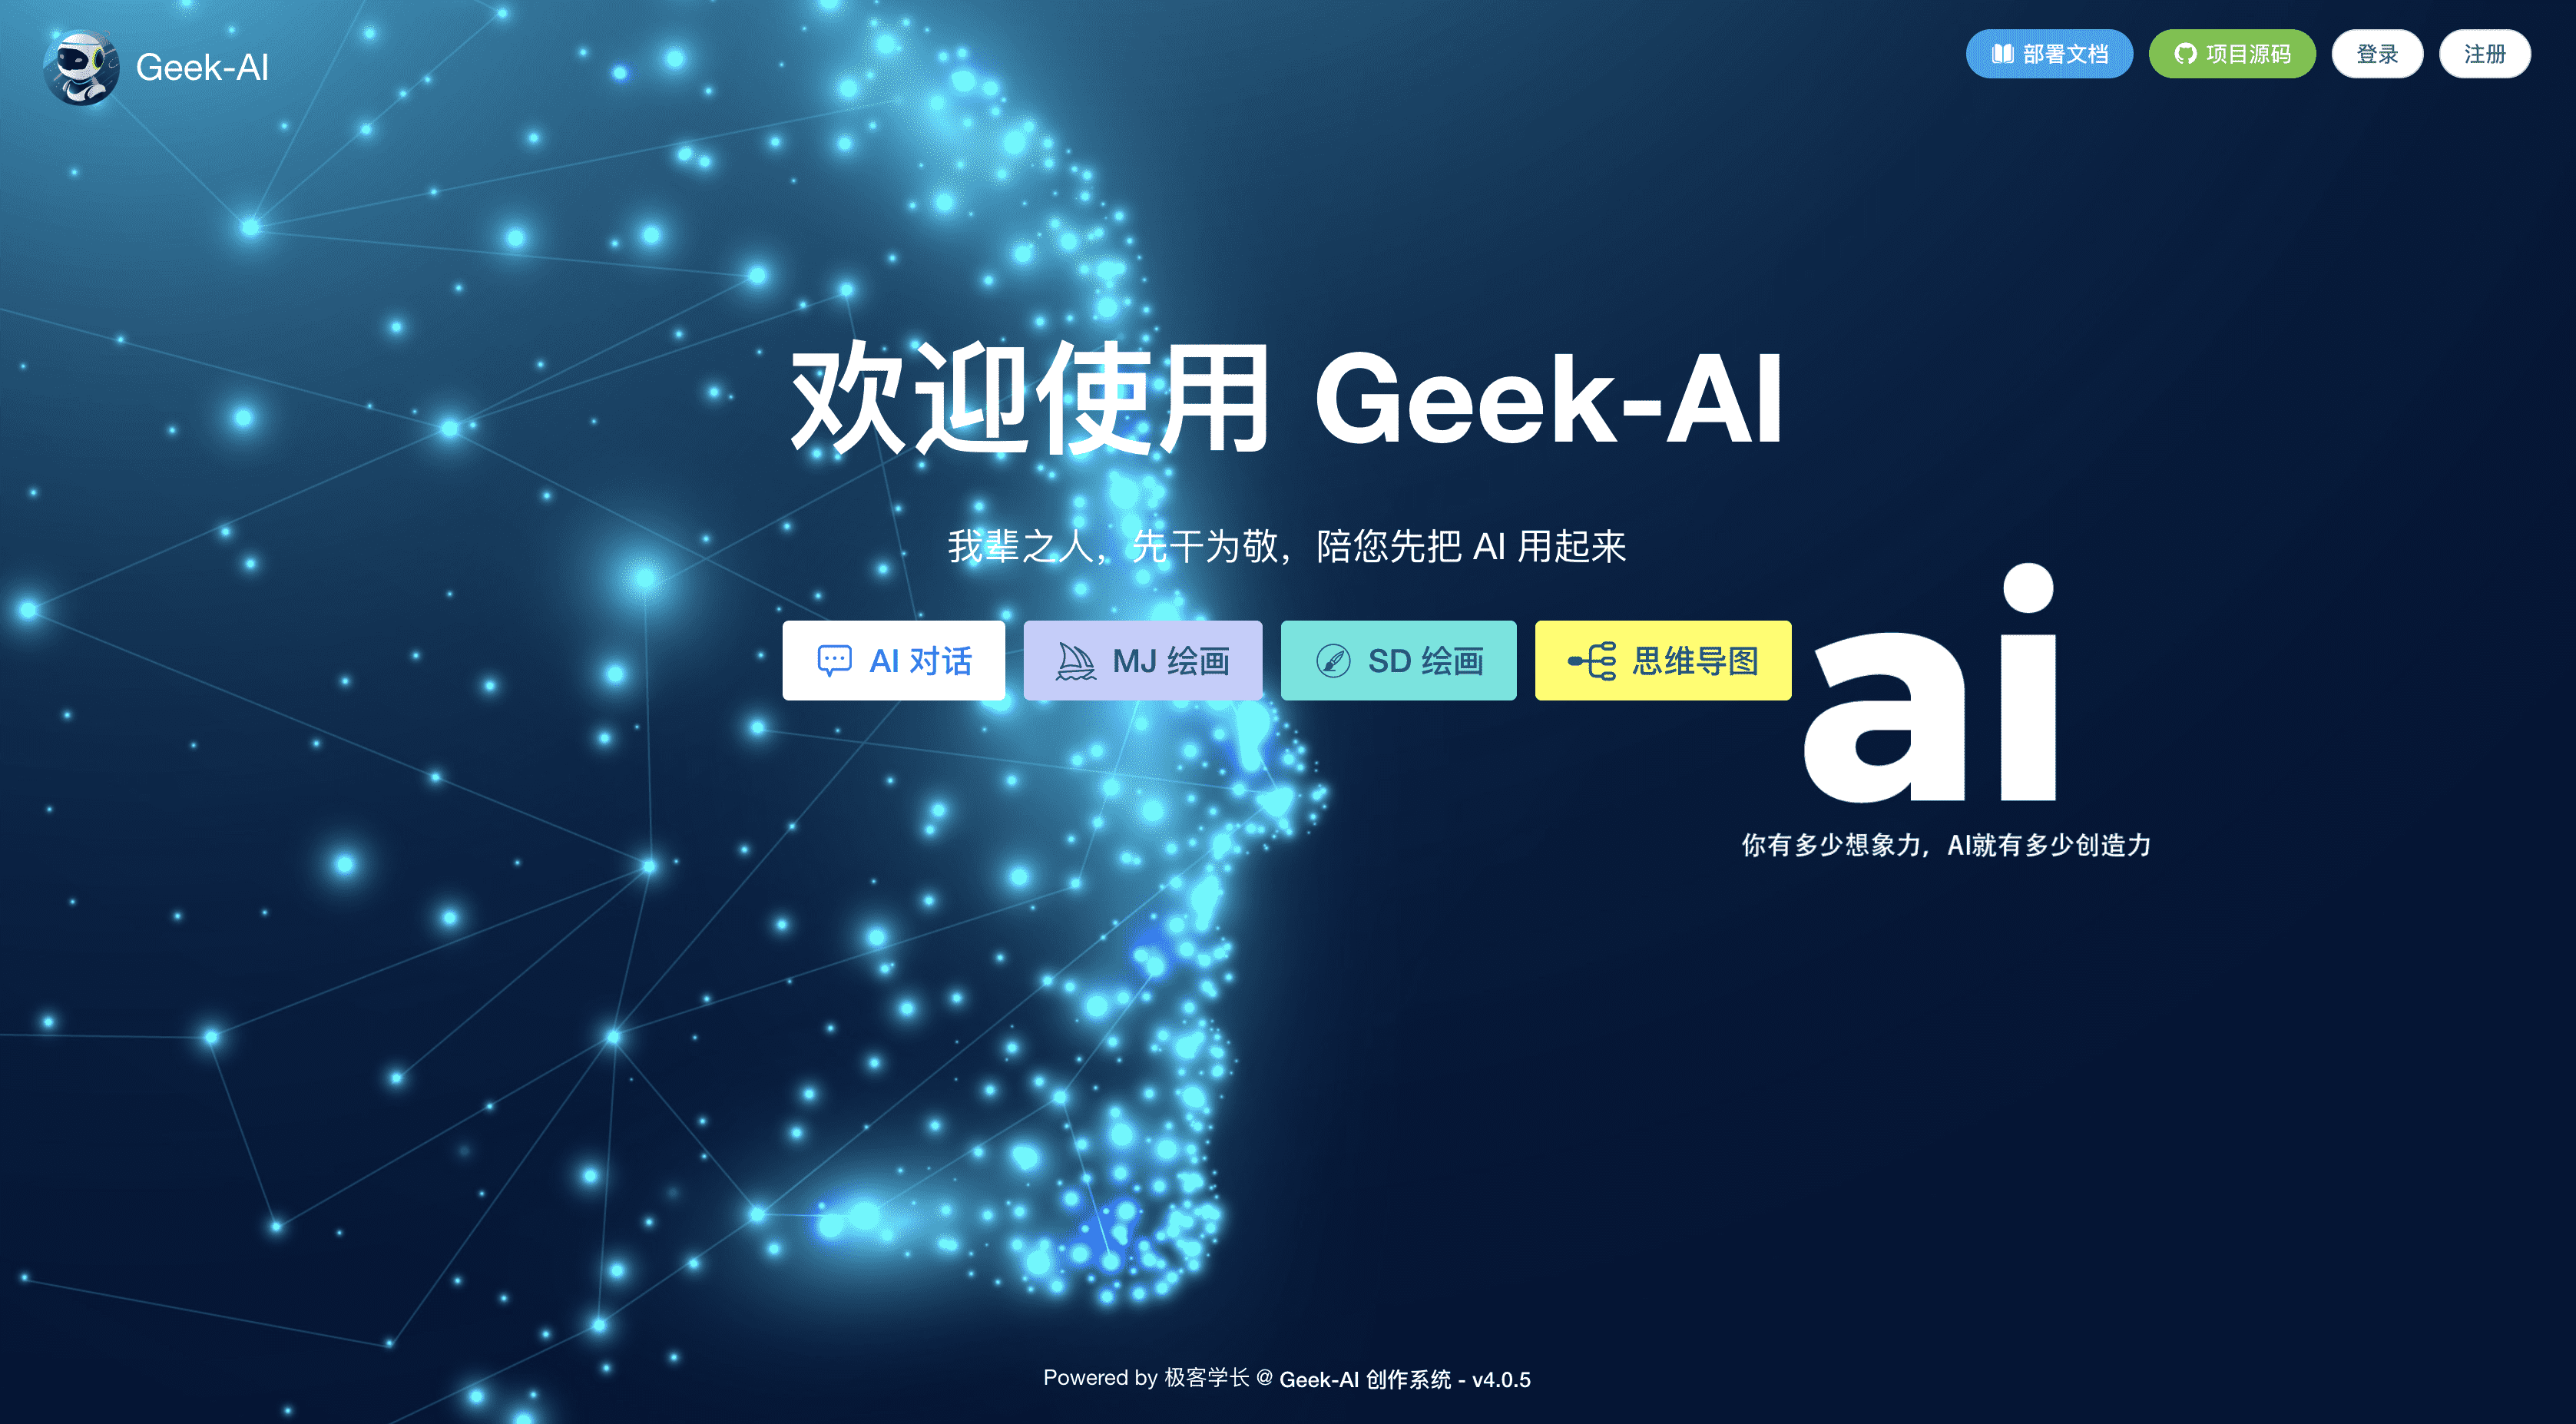 Geek-AI
部署文档 项目源码 登录 注册
欢迎使用 Geek-AI
我辈之人，先干为敬，陪您先把 AI 用起来
AI 对话 MJ 绘画 SD 绘画 思维导图
ai
你有多少想象力，AI就有多少创造力
Powered by 极客学长 @ Geek-AI 创作系统 - v4.0.5